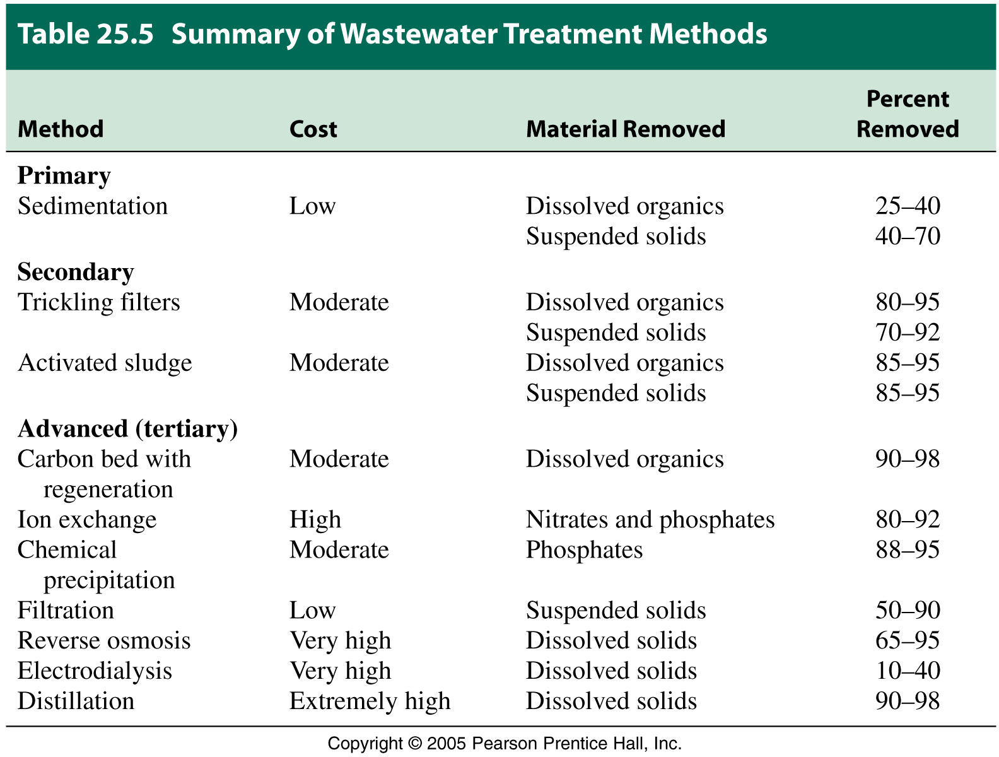 Table 25.5 Summary of Wastewater Treatment Methods
Method Cost Material Removed Percent Removed
Primary
Sedimentation Low Dissolved organics 25–40
Suspended solids 40–70
Secondary
Trickling filters Moderate Dissolved organics 80–95
Suspended solids 70–92
Activated sludge Moderate Dissolved organics 85–95
Suspended solids 85–95
Advanced (tertiary)
Carbon bed with Moderate Dissolved organics 90–98
regeneration
Ion exchange High Nitrates and phosphates 80–92
Chemical Moderate Phosphates 88–95
precipitation
Filtration Low Suspended solids 50–90
Reverse osmosis Very high Dissolved solids 65–95
Electrodialysis Very high Dissolved solids 10–40
Distillation Extremely high Dissolved solids 90–98
Copyright © 2005 Pearson Prentice Hall, Inc.